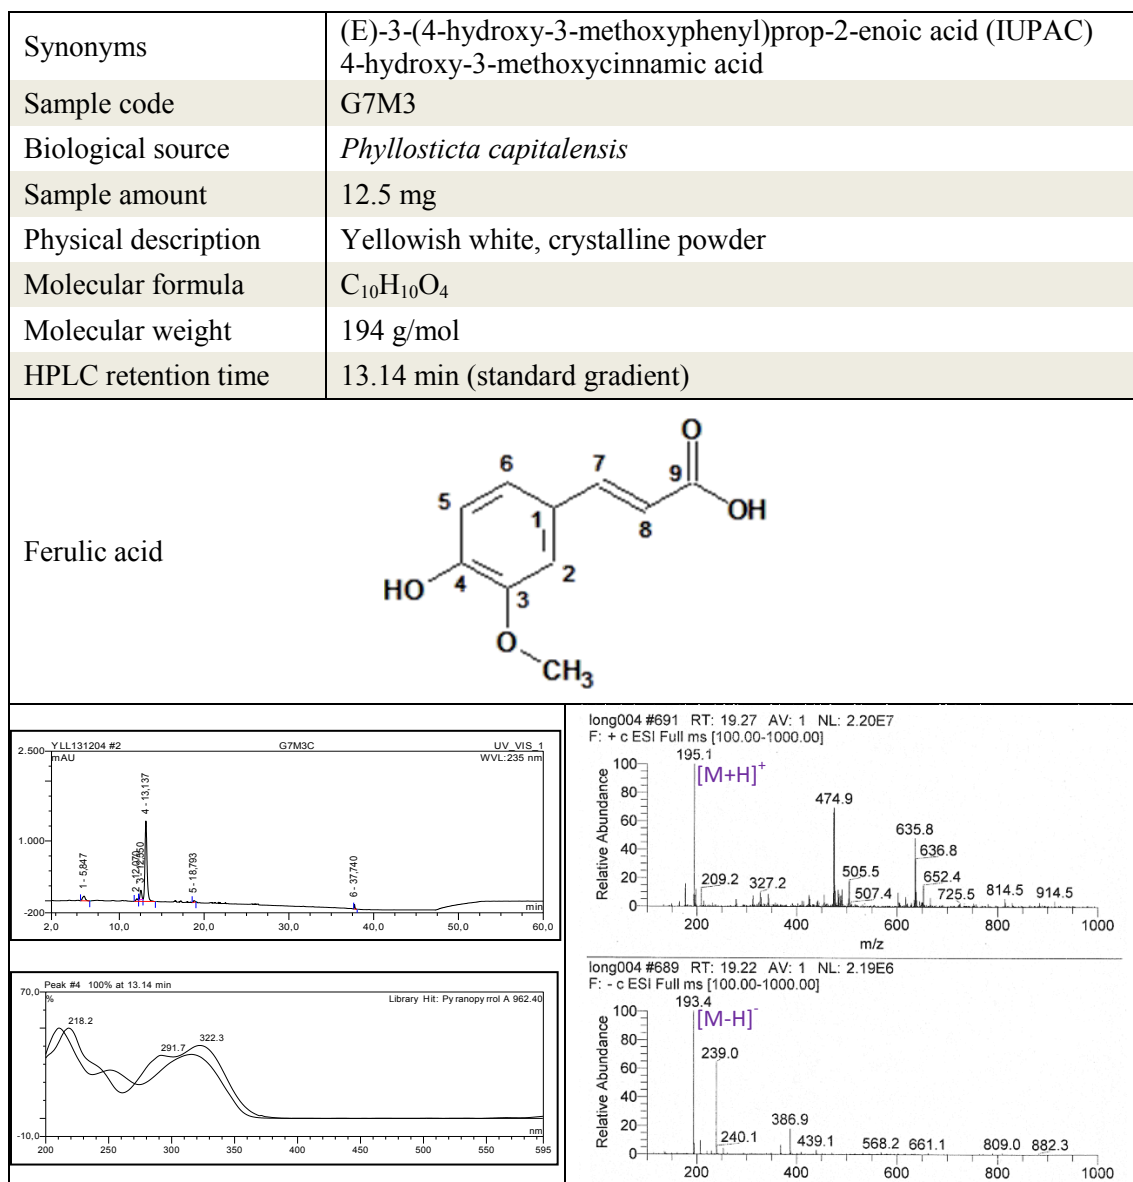 Synonyms
(E)-3-(4-hydroxy-3-methoxyphenyl)prop-2-enoic acid (IUPAC)
4-hydroxy-3-methoxycinnamic acid
Sample code G7M3
Biological source Phyllosticta capitalensis
Sample amount 12.5 mg
Physical description Yellowish white, crystalline powder
Molecular formula C₁₀H₁₀O₄
Molecular weight 194 g/mol
HPLC retention time 13.14 min (standard gradient)
Ferulic acid
O
6 7 9
5 1 8 OH
HO 4 3 2
O
CH₃
YLL131204 #2 G7M3C UV_VIS_1
2.500 mAU WVL:235 nm
4 - 13,137
1.000
1 - 5,847
2 - 12,070
3 - 12,550
5 - 18,793
6 - 37,740
-200 min
2,0 10,0 20,0 30,0 40,0 50,0 60,0
Peak #4 100% at 13.14 min
70,0 % Library Hit: Pyranopyrrol A 962.40
218.2 291.7 322.3
-10,0 nm
200 250 300 350 400 450 500 550 595
long004 #691 RT: 19.27 AV: 1 NL: 2.20E7
F: + c ESI Full ms [100.00-1000.00]
195.1
[M+H]⁺
Relative Abundance
100
80
60
40
20
0
474.9
635.8
636.8
209.2 327.2 505.5 507.4 652.4 725.5 814.5 914.5
200 400 600 800 1000
m/z
long004 #689 RT: 19.22 AV: 1 NL: 2.19E6
F: - c ESI Full ms [100.00-1000.00]
193.4
[M-H]⁻
Relative Abundance
100
80
60
40
20
0
239.0
386.9
240.1 439.1 568.2 661.1 809.0 882.3
200 400 600 800 1000